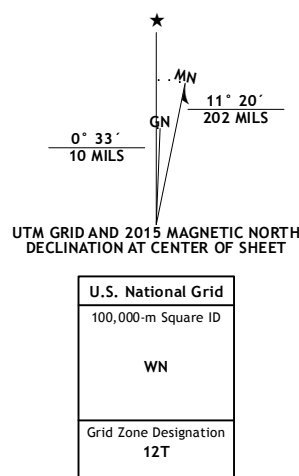 ★
MN
GN
11° 20´
202 MILS
0° 33´
10 MILS
UTM GRID AND 2015 MAGNETIC NORTH
DECLINATION AT CENTER OF SHEET
U.S. National Grid
100,000-m Square ID
WN
Grid Zone Designation
12T